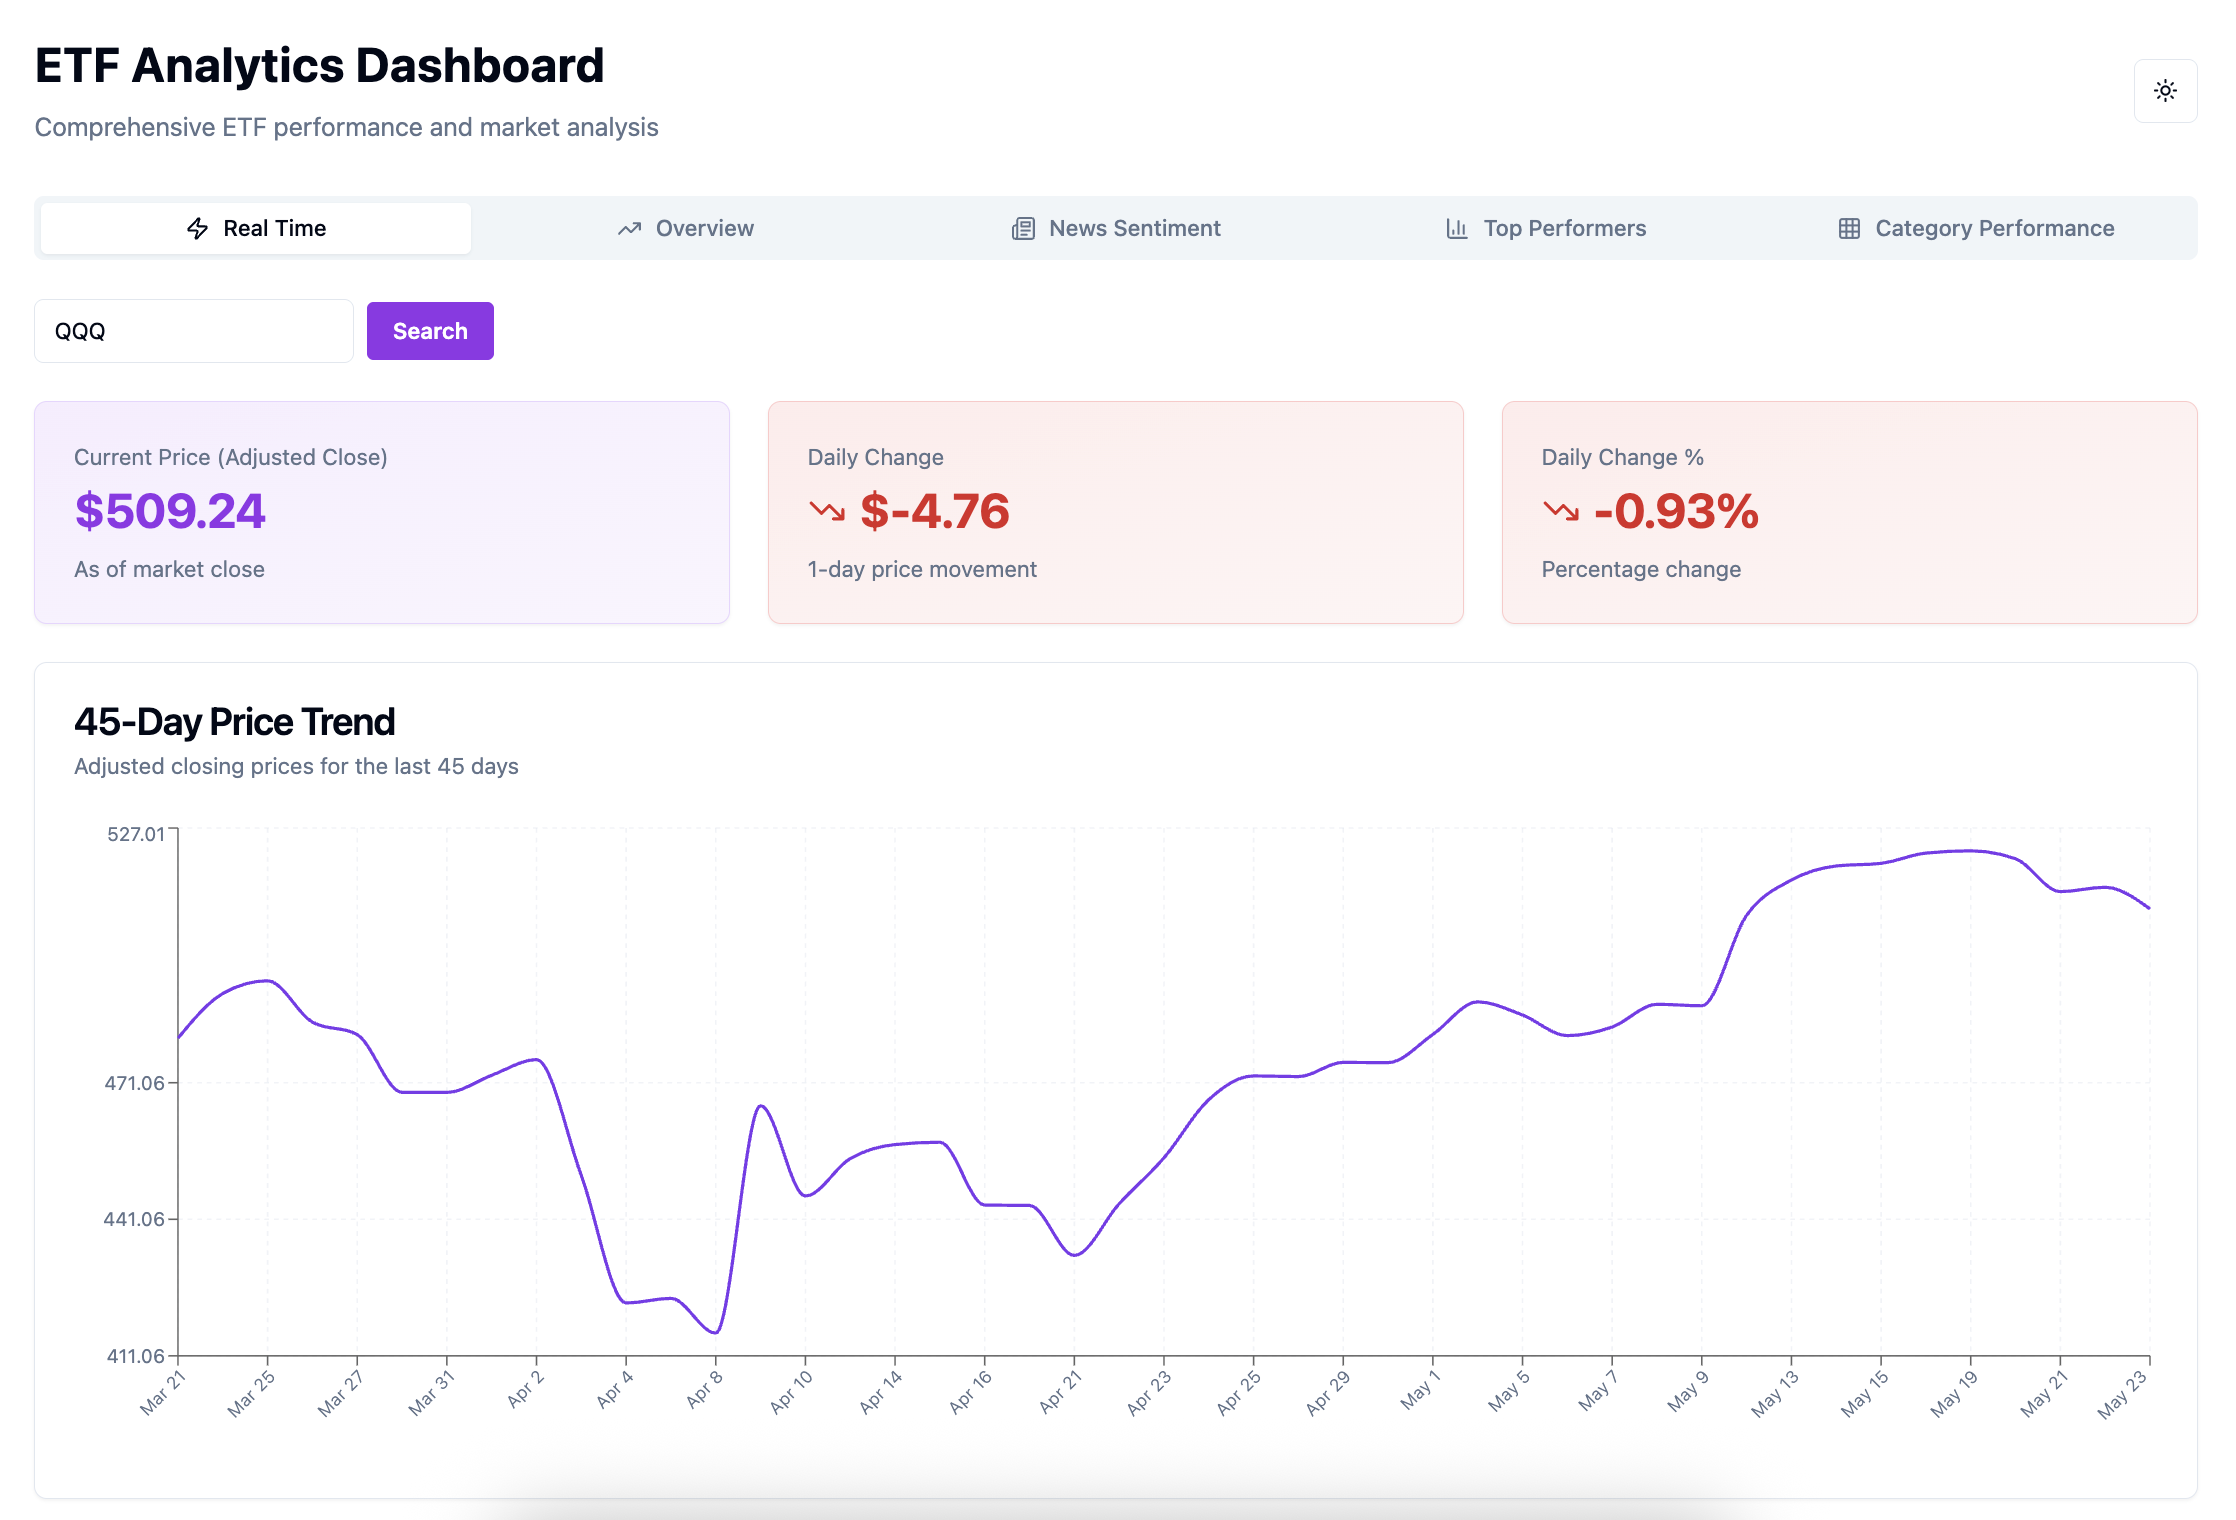 ETF Analytics Dashboard
Comprehensive ETF performance and market analysis
Real Time Overview News Sentiment Top Performers Category Performance
QQQ Search
Current Price (Adjusted Close)
$509.24
As of market close
Daily Change
$-4.76
1-day price movement
Daily Change %
-0.93%
Percentage change
45-Day Price Trend
Adjusted closing prices for the last 45 days
527.01
471.06
441.06
411.06
Mar 21 Mar 25 Mar 27 Mar 31 Apr 2 Apr 4 Apr 8 Apr 10 Apr 14 Apr 16 Apr 21 Apr 23 Apr 25 Apr 29 May 1 May 5 May 7 May 9 May 13 May 15 May 19 May 21 May 23